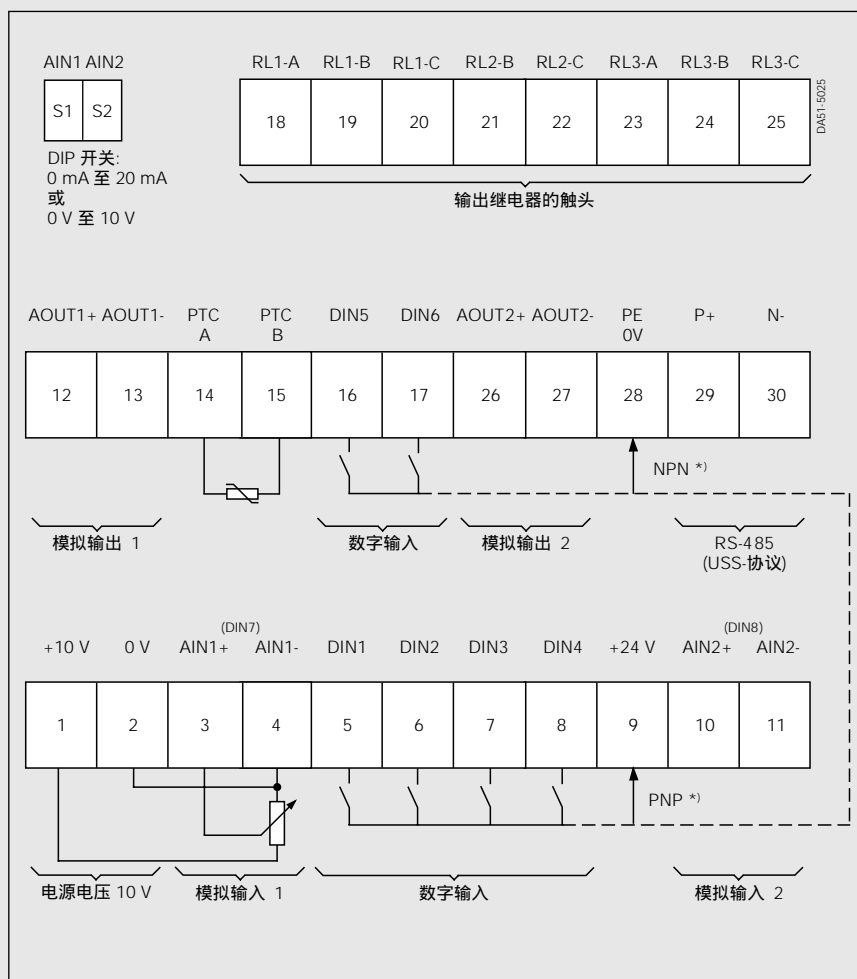 AIN1 AIN2
S1 S2
DIP 开关:
0 mA 至 20 mA
或
0 V 至 10 V
RL1-A RL1-B RL1-C RL2-B RL2-C RL3-A RL3-B RL3-C
18 19 20 21 22 23 24 25
DA51-5025
输出继电器的触头
AOUT1+ AOUT1- PTC A PTC B DIN5 DIN6 AOUT2+ AOUT2- PE 0V P+ N-
12 13 14 15 16 17 26 27 28 29 30
NPN *)
模拟输出 1 数字输入 模拟输出 2 RS-485
(USS-协议)
(DIN7) (DIN8)
+10 V 0 V AIN1+ AIN1- DIN1 DIN2 DIN3 DIN4 +24 V AIN2+ AIN2-
1 2 3 4 5 6 7 8 9 10 11
PNP *)
电源电压 10 V 模拟输入 1 数字输入 模拟输入 2